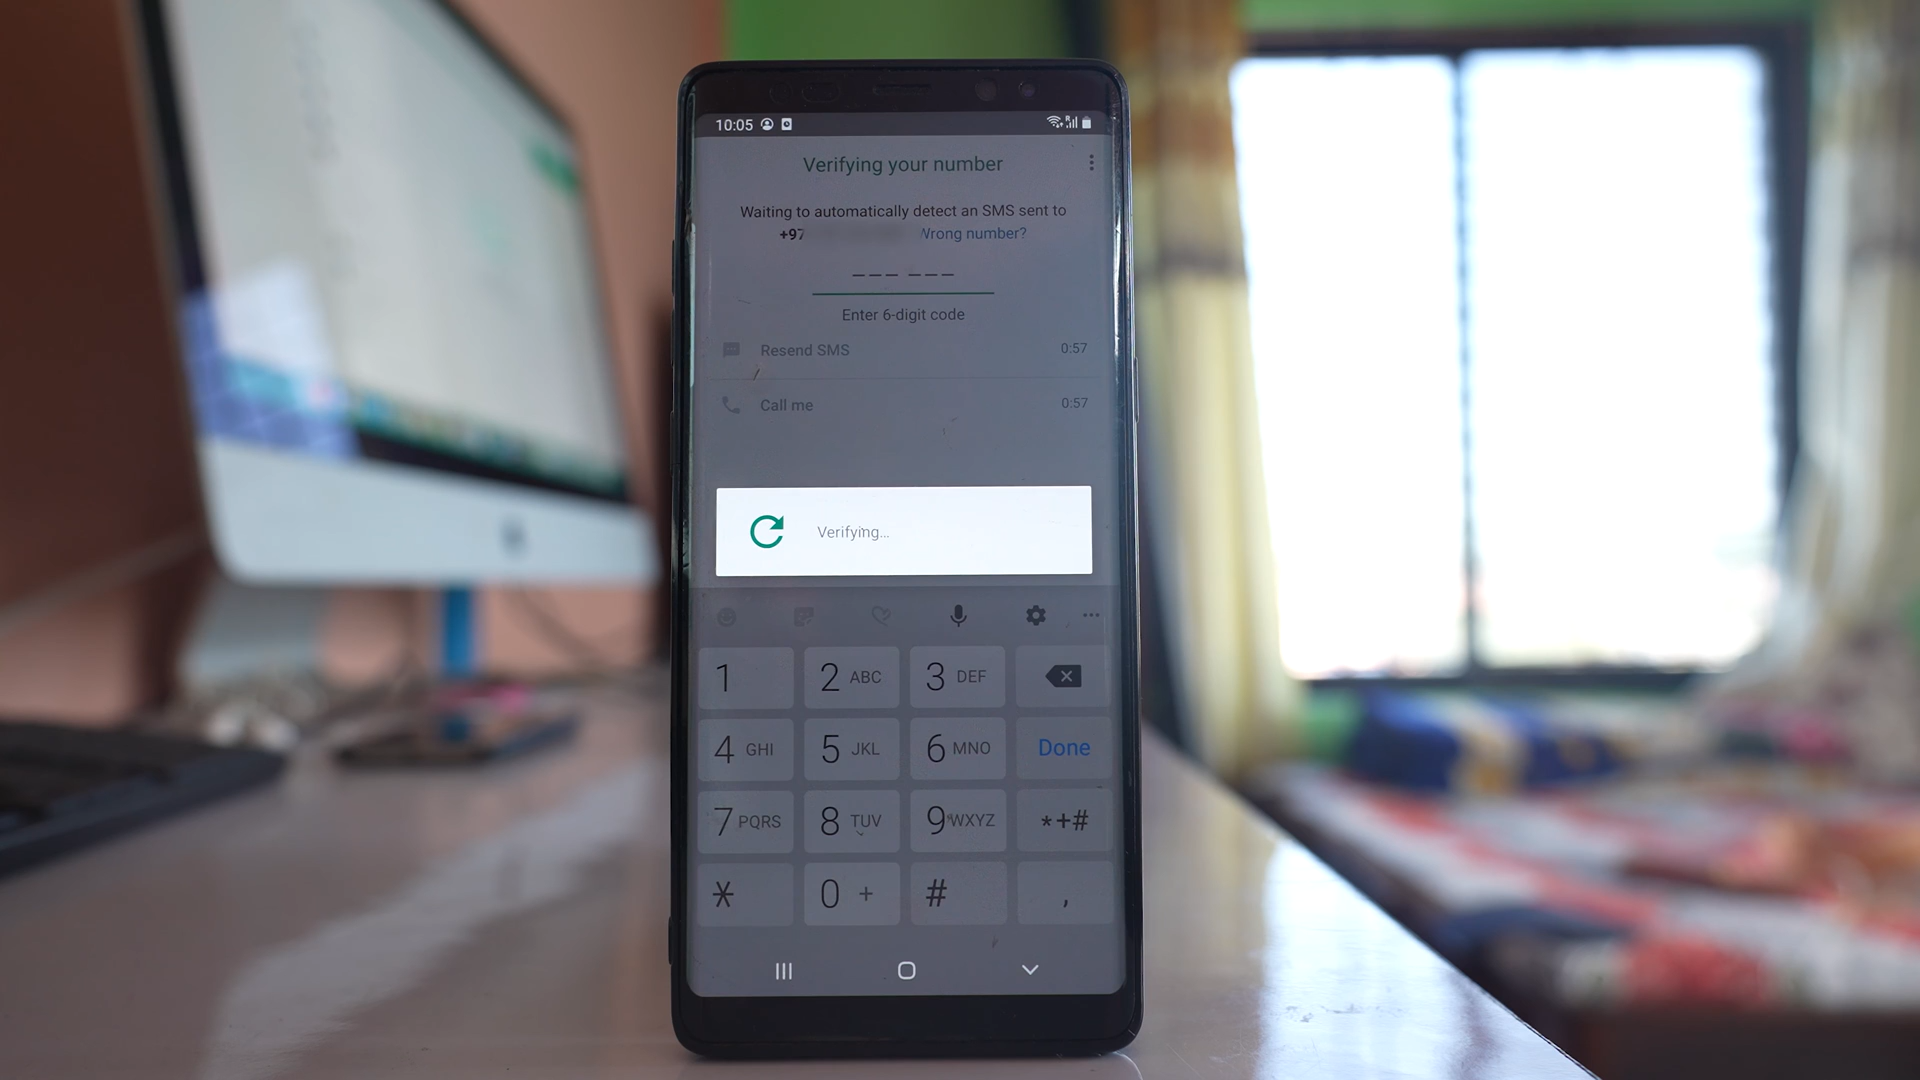 10:05
Verifying your number
Waiting to automatically detect an SMS sent to
+97 Wrong number?
Enter 6-digit code
Resend SMS 0:57
Call me 0:57
Verifying...
1 2 ABC 3 DEF
4 GHI 5 JKL 6 MNO Done
7 PQRS 8 TUV 9 WXYZ *+#
* 0 + # ,